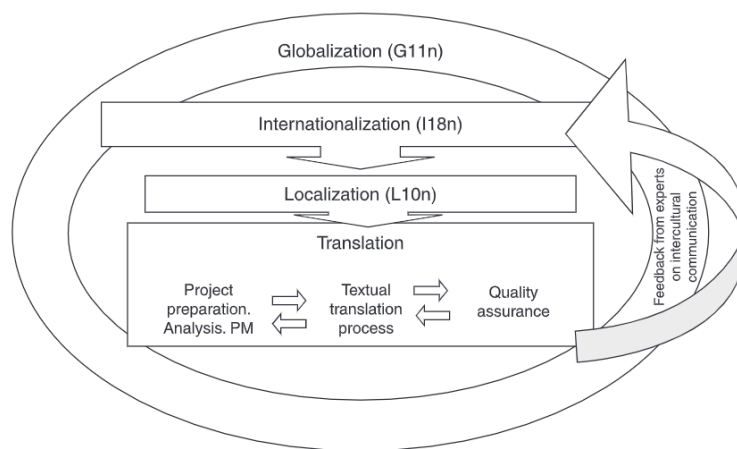 Globalization (G11n)
Internationalization (I18n)
Localization (L10n)
Translation
Project
preparation.
Analysis. PM
Textual
translation
process
Quality
assurance
Feedback from experts
on intercultural
communication